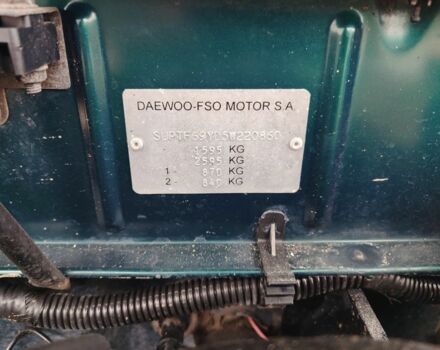 DAEWOO-FSO MOTOR S.A.
1595 KG
2595 KG
1 - 870 KG
2 - 840 KG